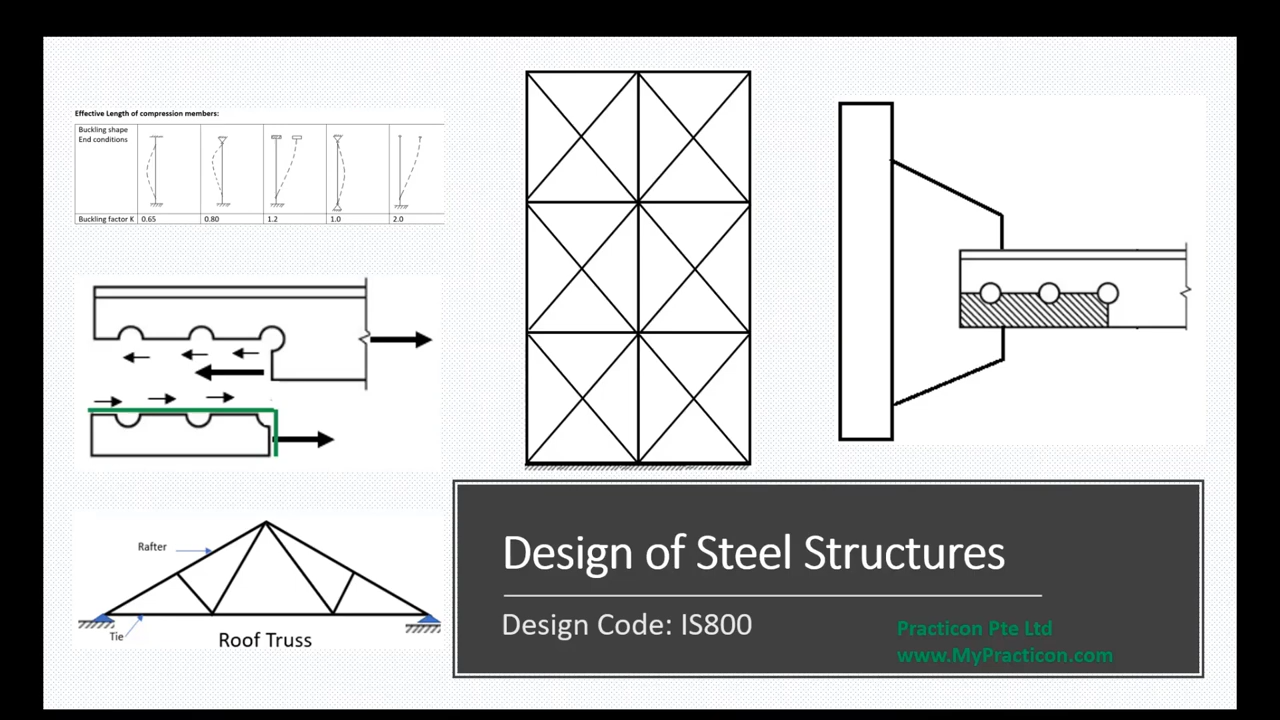 Effective Length of compression members:
Buckling shape
End conditions
Buckling factor K 0.65 0.80 1.2 1.0 2.0
Rafter
Tie
Roof Truss
Design of Steel Structures
Design Code: IS800
Practicon Pte Ltd
www.MyPracticon.com